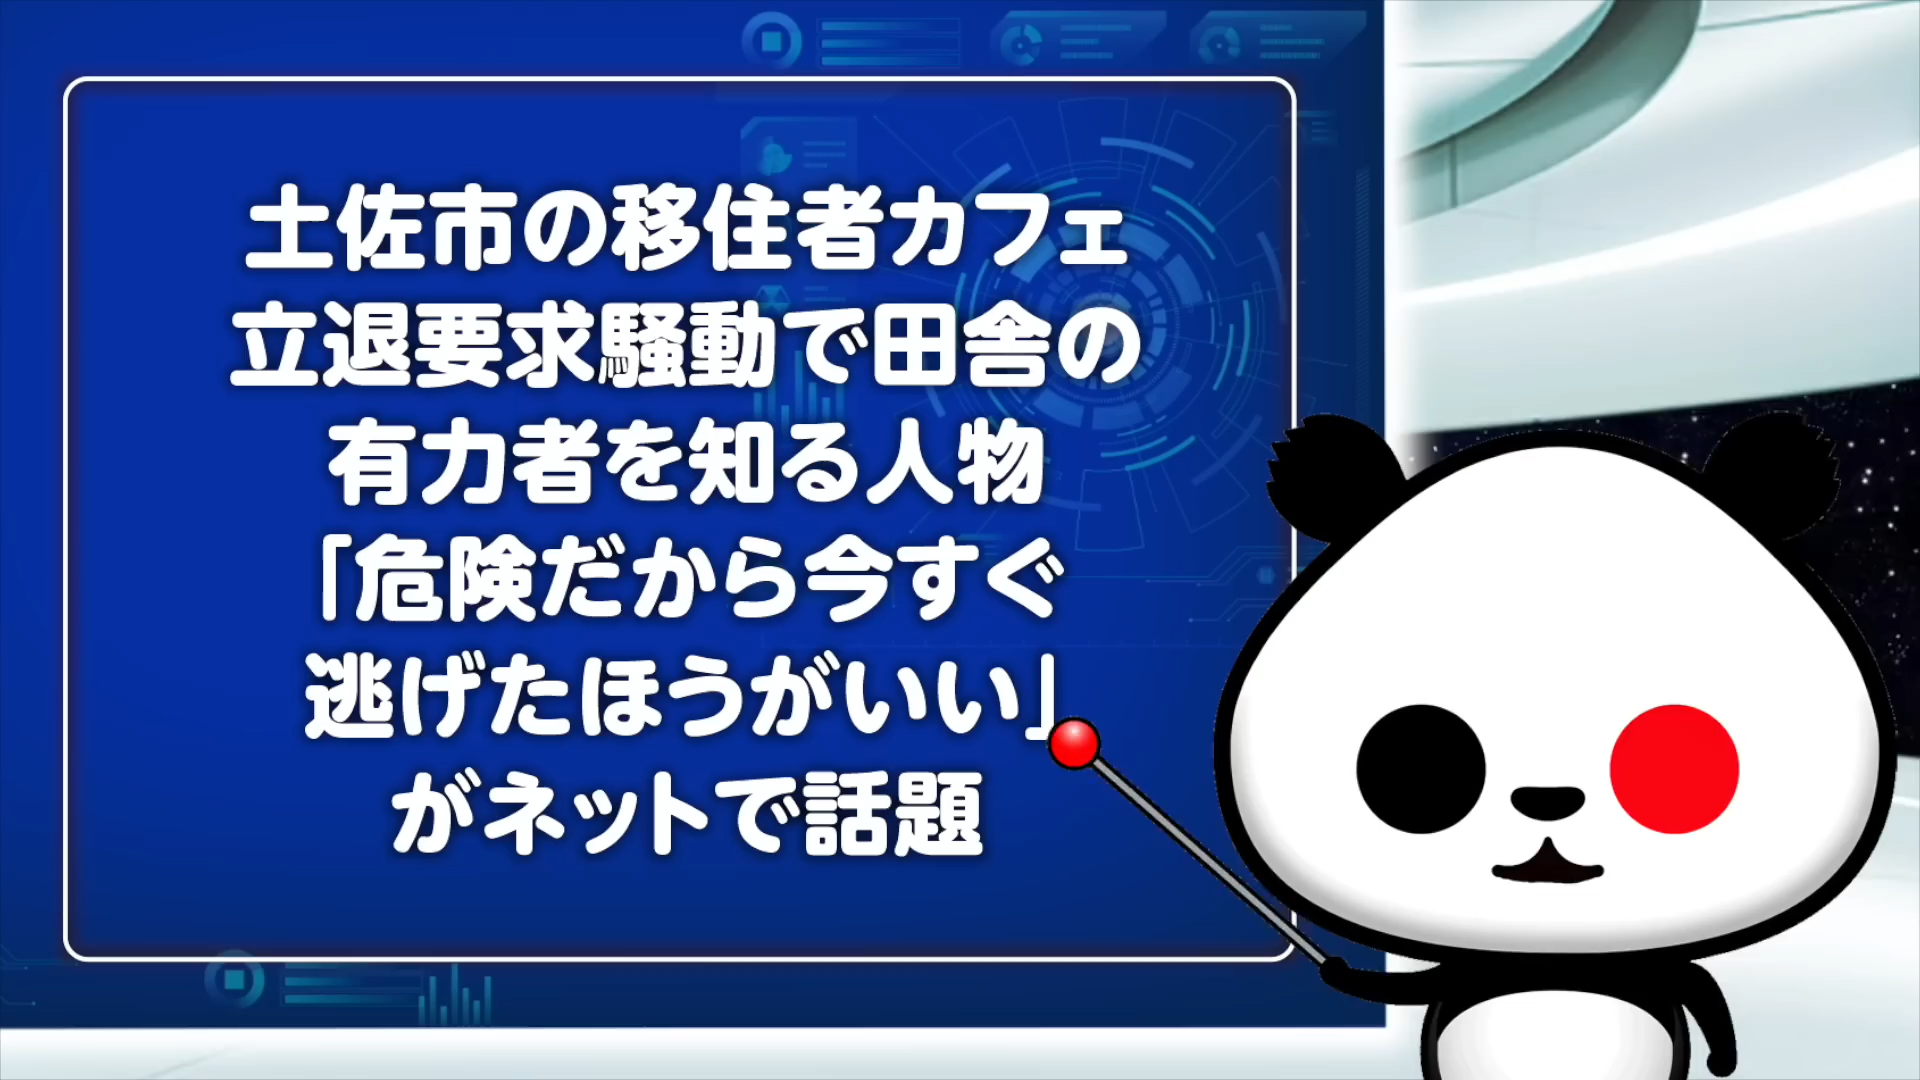 土佐市の移住者カフェ
立退要求騒動で田舎の
有力者を知る人物
「危険だから今すぐ
逃げたほうがいい」
がネットで話題